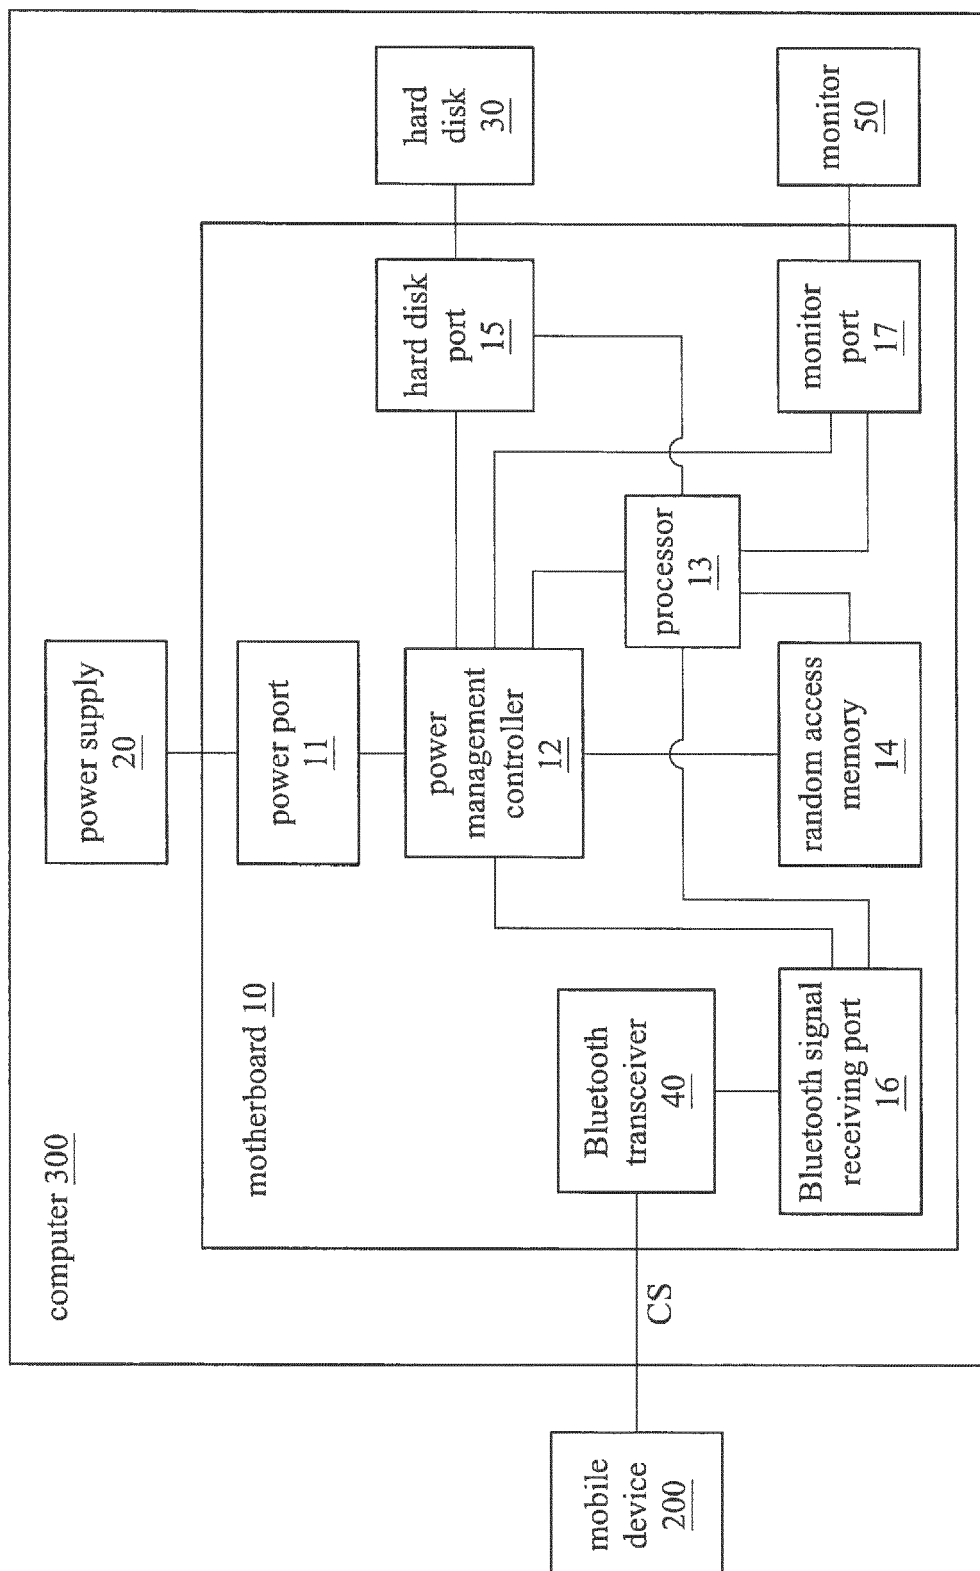 computer 300
power supply
20
motherboard 10
power port
11
hard disk
port
15
hard
disk
30
power
management
controller
12
mobile
device
200
CS
Bluetooth
transceiver
40
processor
13
Bluetooth signal
receiving port
16
random access
memory
14
monitor
port
17
monitor
50